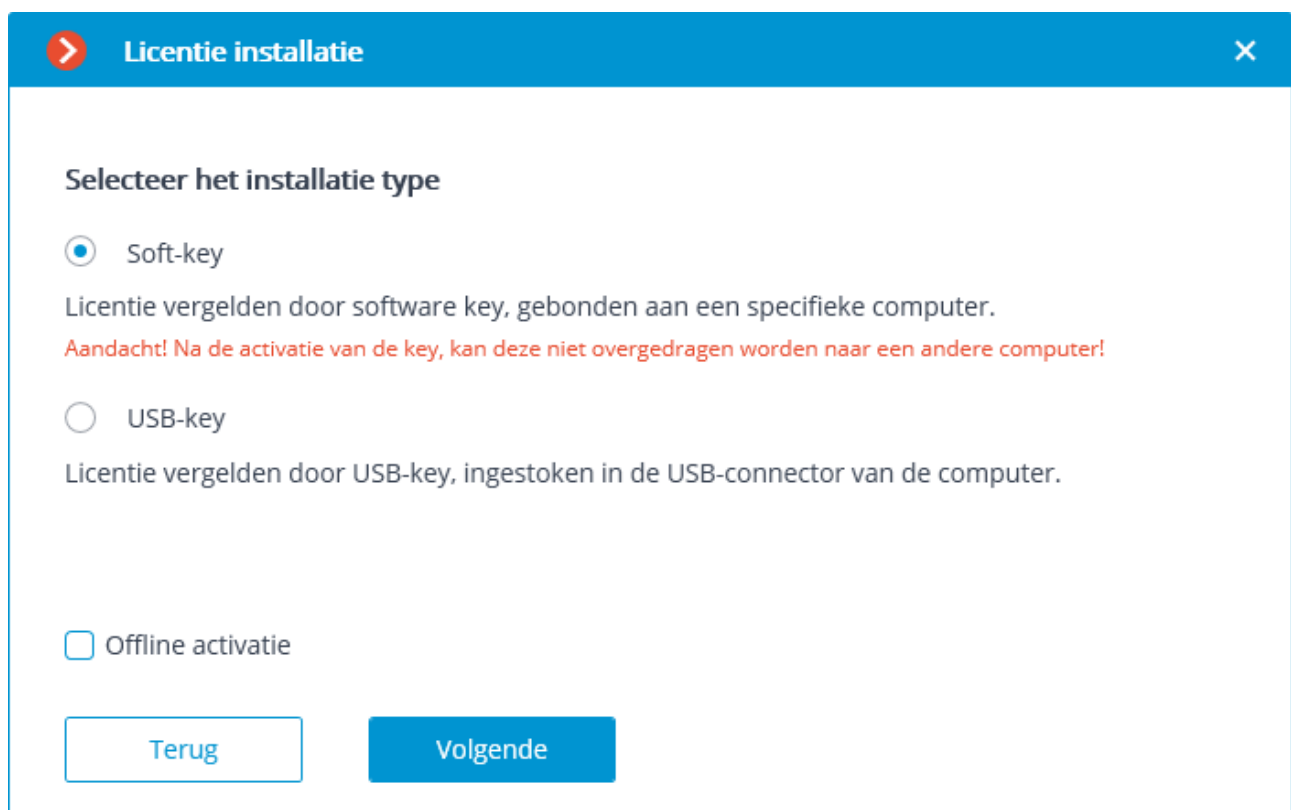 Licentie installatie
Selecteer het installatie type
Soft-key
Licentie vergelden door software key, gebonden aan een specifieke computer.
Aandacht! Na de activatie van de key, kan deze niet overgedragen worden naar een andere computer!
USB-key
Licentie vergelden door USB-key, ingestoken in de USB-connector van de computer.
Offline activatie
Terug
Volgende